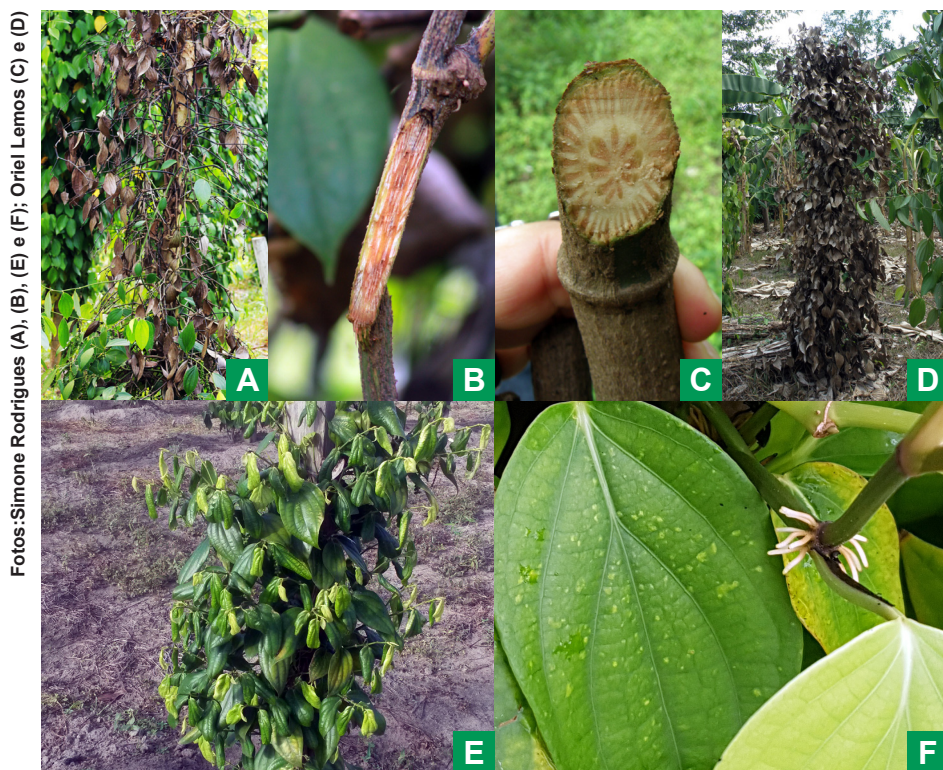 Fotos:Simone Rodrigues (A), (B), (E) e (F); Oriel Lemos (C) e (D)
A
B
C
D
E
F